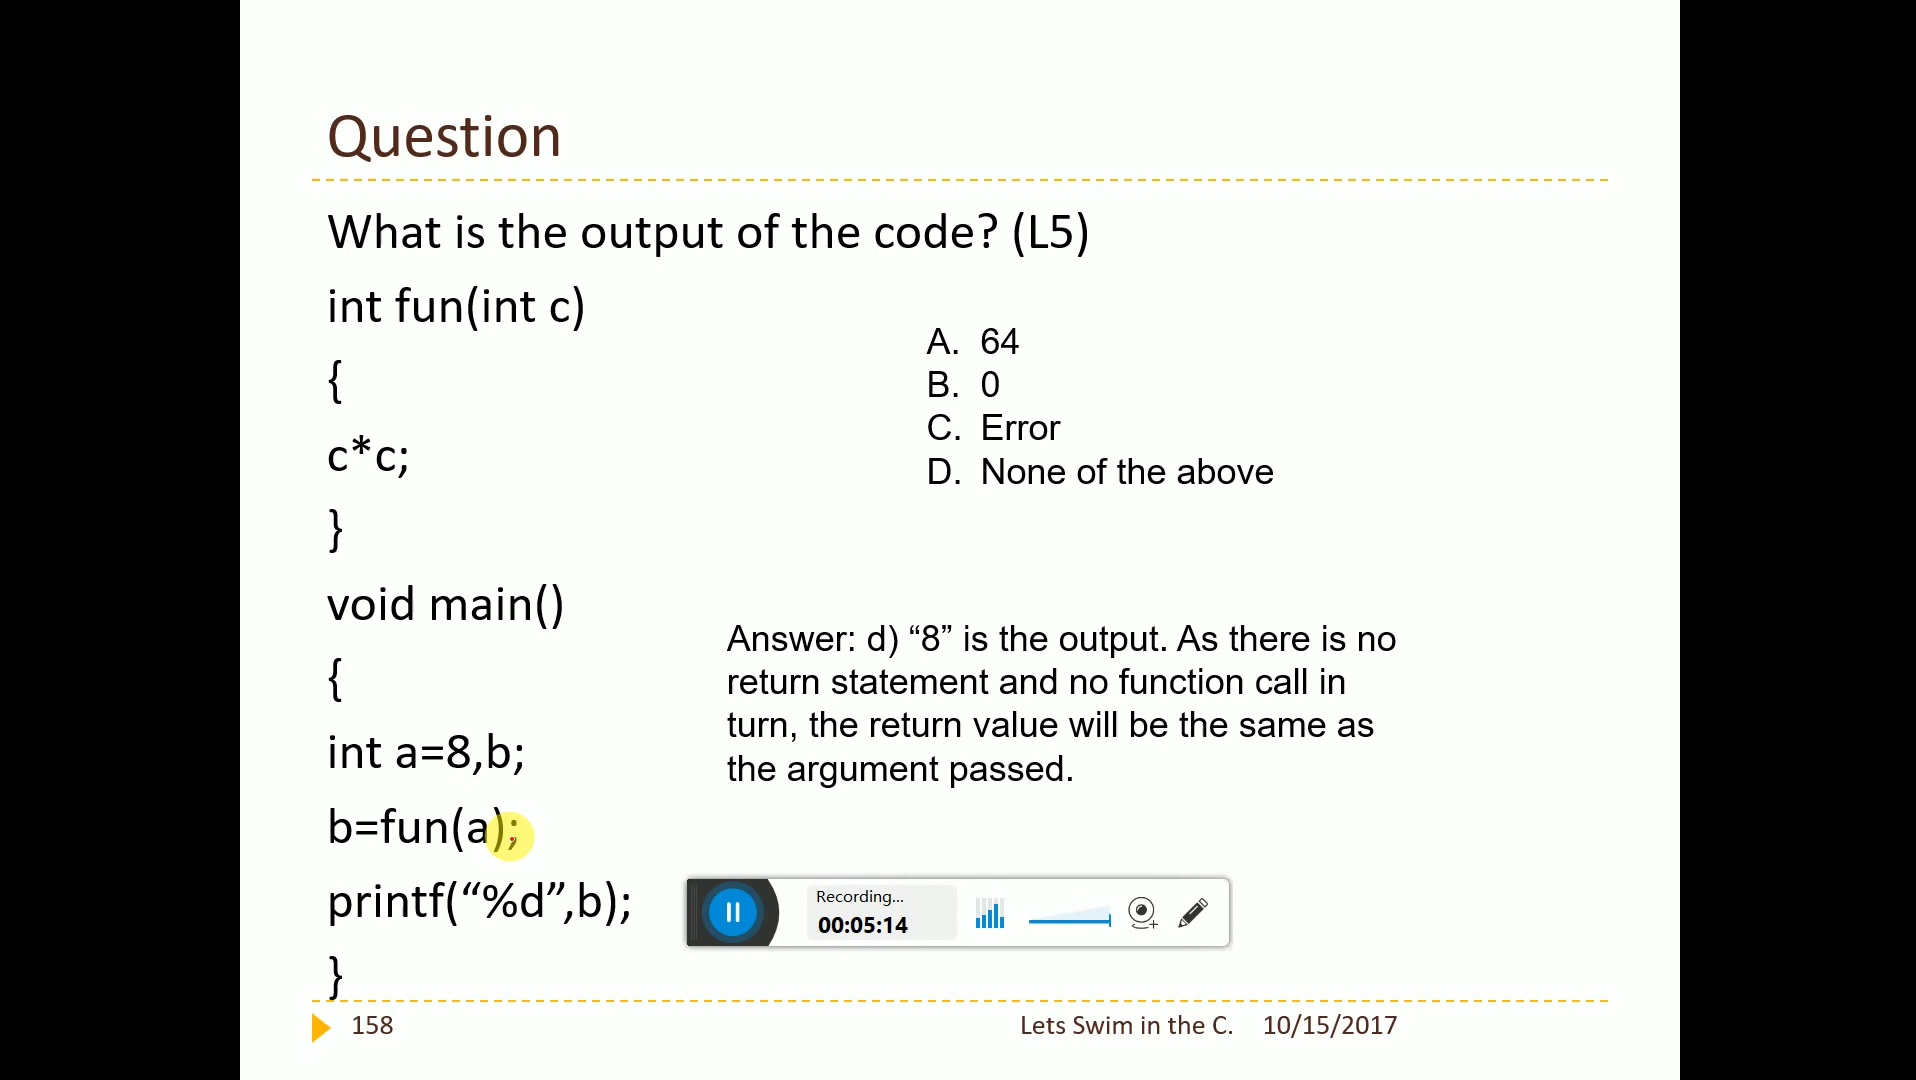 Question
What is the output of the code? (L5)
int fun(int c)
{
c*c;
}
void main()
{
int a=8,b;
b=fun(a);
printf(“%d”,b);
}
A. 64
B. 0
C. Error
D. None of the above
Answer: d) “8” is the output. As there is no
return statement and no function call in
turn, the return value will be the same as
the argument passed.
Recording...
00:05:14
158
Lets Swim in the C. 10/15/2017